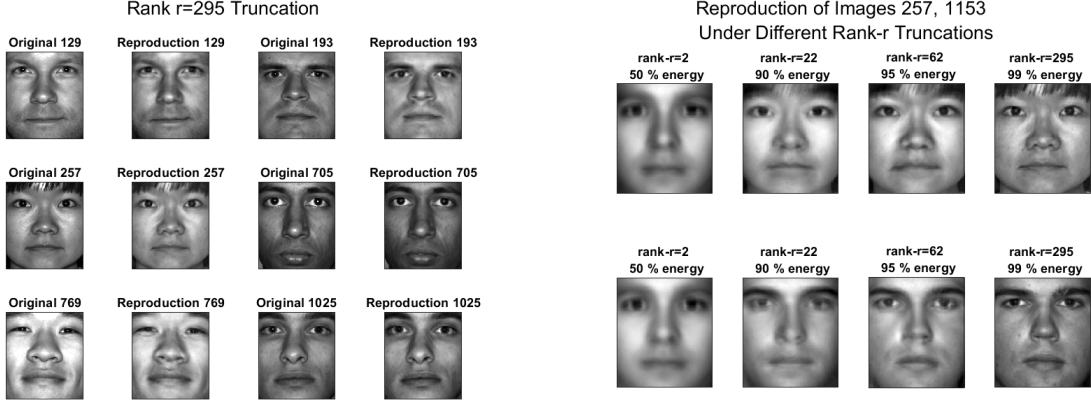 Rank r=295 Truncation
Original 129 Reproduction 129 Original 193 Reproduction 193
Original 257 Reproduction 257 Original 705 Reproduction 705
Original 769 Reproduction 769 Original 1025 Reproduction 1025
Reproduction of Images 257, 1153
Under Different Rank-r Truncations
rank-r=2 rank-r=22 rank-r=62 rank-r=295
50 % energy 90 % energy 95 % energy 99 % energy
rank-r=2 rank-r=22 rank-r=62 rank-r=295
50 % energy 90 % energy 95 % energy 99 % energy